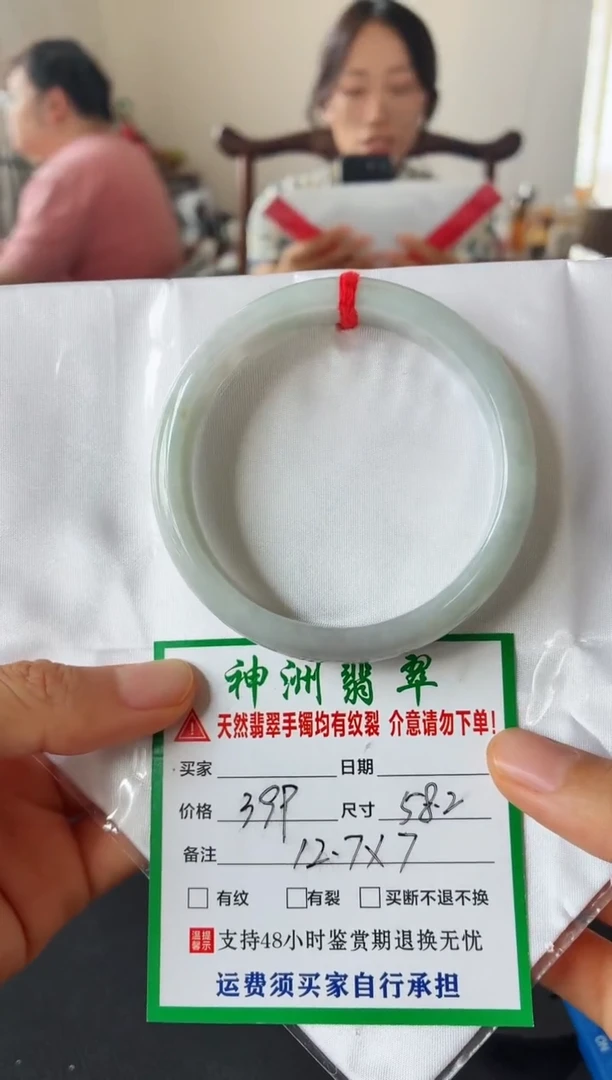 神洲翡翠
天然翡翠手镯均有纹裂 介意请勿下单!
买家 日期
价格 尺寸 58.2
备注 12.7X7
有纹 有裂 买断不退不换
温馨提示 支持48小时鉴赏期退换无忧
运费须买家自行承担